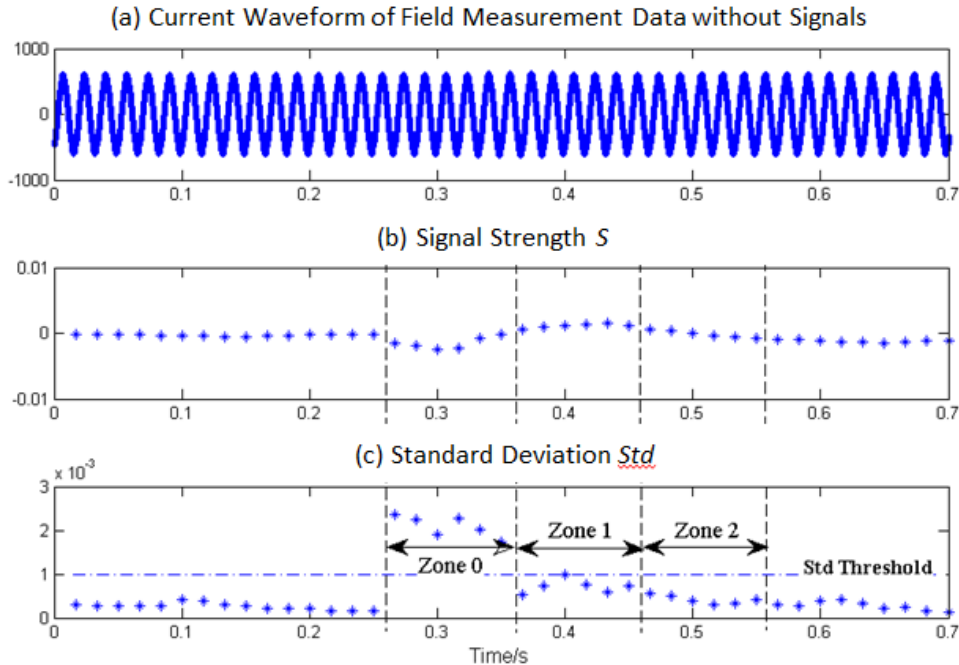 (a) Current Waveform of Field Measurement Data without Signals
1000
0
-1000
0 0.1 0.2 0.3 0.4 0.5 0.6 0.7
(b) Signal Strength S
0.01
0
-0.01
0 0.1 0.2 0.3 0.4 0.5 0.6 0.7
(c) Standard Deviation Std
x 10⁻³
3
2
Zone 1 Zone 2
Zone 0
Std Threshold
1
0
0 0.1 0.2 0.3 0.4 0.5 0.6 0.7
Time/s